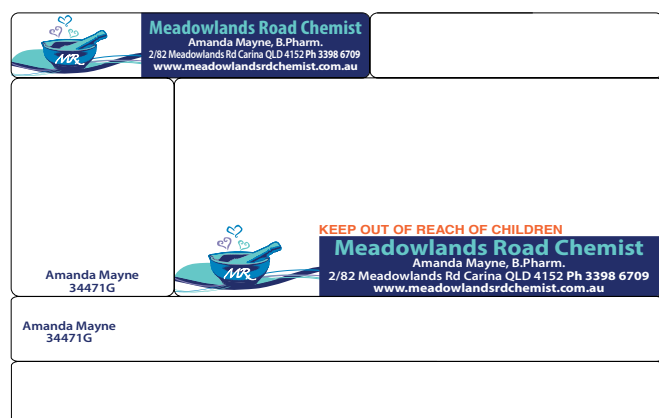 Meadowlands Road Chemist
Amanda Mayne, B.Pharm.
2/82 Meadowlands Rd Carina QLD 4152 Ph 3398 6709
www.meadowlandsrdchemist.com.au
MR
KEEP OUT OF REACH OF CHILDREN
Meadowlands Road Chemist
Amanda Mayne, B.Pharm.
2/82 Meadowlands Rd Carina QLD 4152 Ph 3398 6709
www.meadowlandsrdchemist.com.au
MR
Amanda Mayne
34471G
Amanda Mayne
34471G